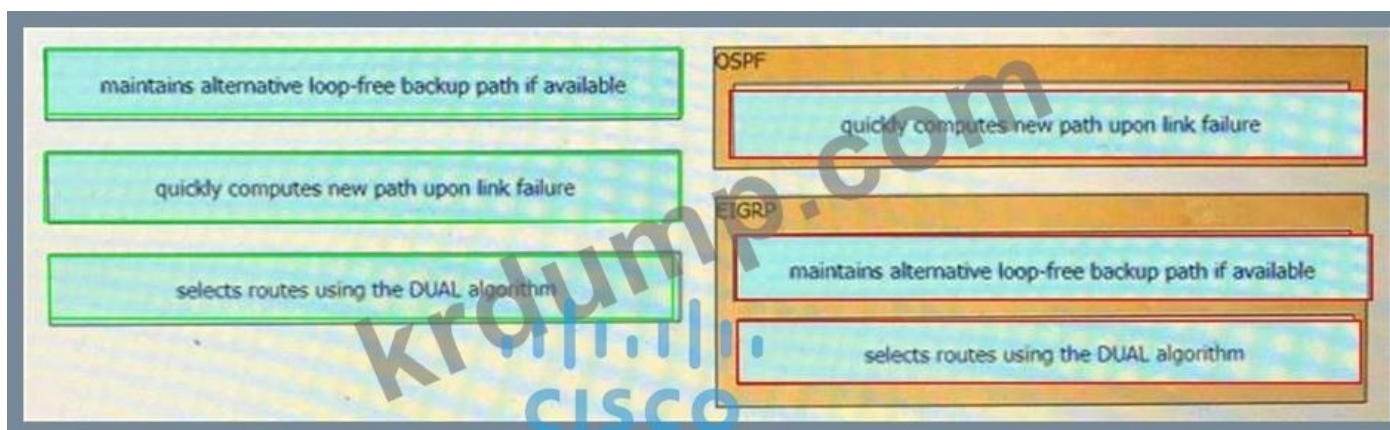 maintains alternative loop-free backup path if available
quickly computes new path upon link failure
selects routes using the DUAL algorithm
OSPF
quickly computes new path upon link failure
EIGRP
maintains alternative loop-free backup path if available
selects routes using the DUAL algorithm
krdump.com
CISCO